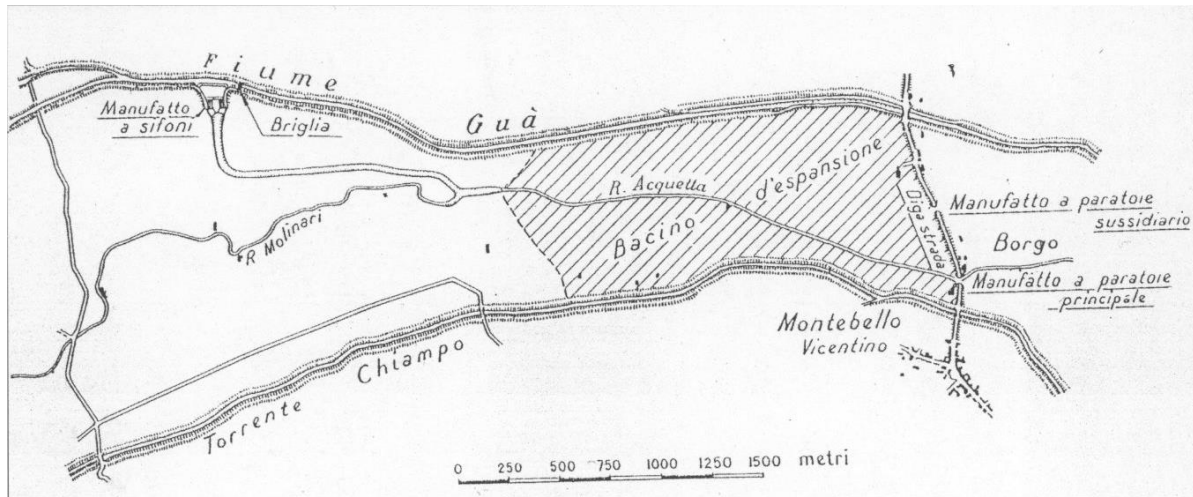 Fiume
Guà
Manufatto
a sifoni
Briglia
R. Acquetta
d'espansione
Bacino
R. Molinari
Diga strada
Manufatto a paratoie
sussidiario
Borgo
Manufatto a paratoie
principale
Montebello
Vicentino
Torrente Chiampo
0 250 500 750 1000 1250 1500 metri